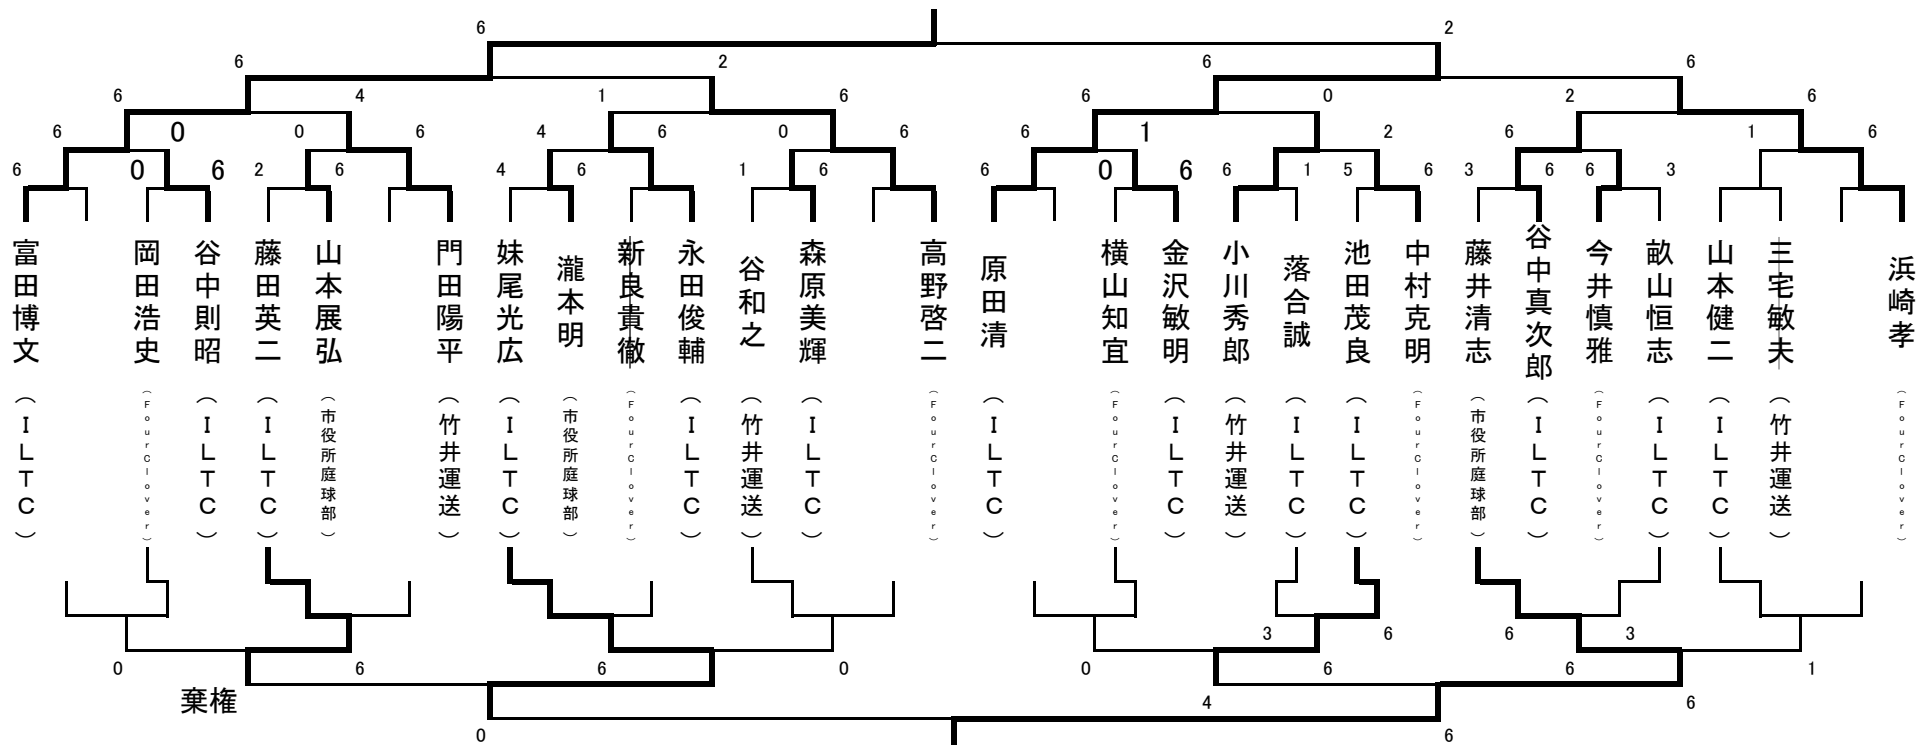 6 2
6 2 6 6
6 4 1 6 6 0 2 6
6 0 0 6 4 6 0 6 6 1 2 6 1 6
6 0 6 2 6 4 6 1 6 6 0 6 6 1 5 6 3 6 6 3
富田博文
岡田浩史
谷中則昭
藤田英二
山本展弘
門田陽平
妹尾光広
瀧本明
新良貴徹
永田俊輔
谷和之
森原美輝
高野啓二
原田清
横山知宜
金沢敏明
小川秀郎
落合誠
池田茂良
中村克明
藤井清志
谷中真次郎
今井慎雅
畝山恒志
山本健二
三宅敏夫
浜崎孝
(ILTC)
(FourClover)
(ILTC)
(ILTC)
(市役所庭球部)
(竹井運送)
(ILTC)
(市役所庭球部)
(FourClover)
(ILTC)
(竹井運送)
(ILTC)
(FourClover)
(ILTC)
(FourClover)
(ILTC)
(竹井運送)
(ILTC)
(ILTC)
(FourClover)
(市役所庭球部)
(ILTC)
(FourClover)
(ILTC)
(ILTC)
(竹井運送)
(FourClover)
3 6 6 3
0 6 6 0 0 6 6 1
棄権 4 6
0 6